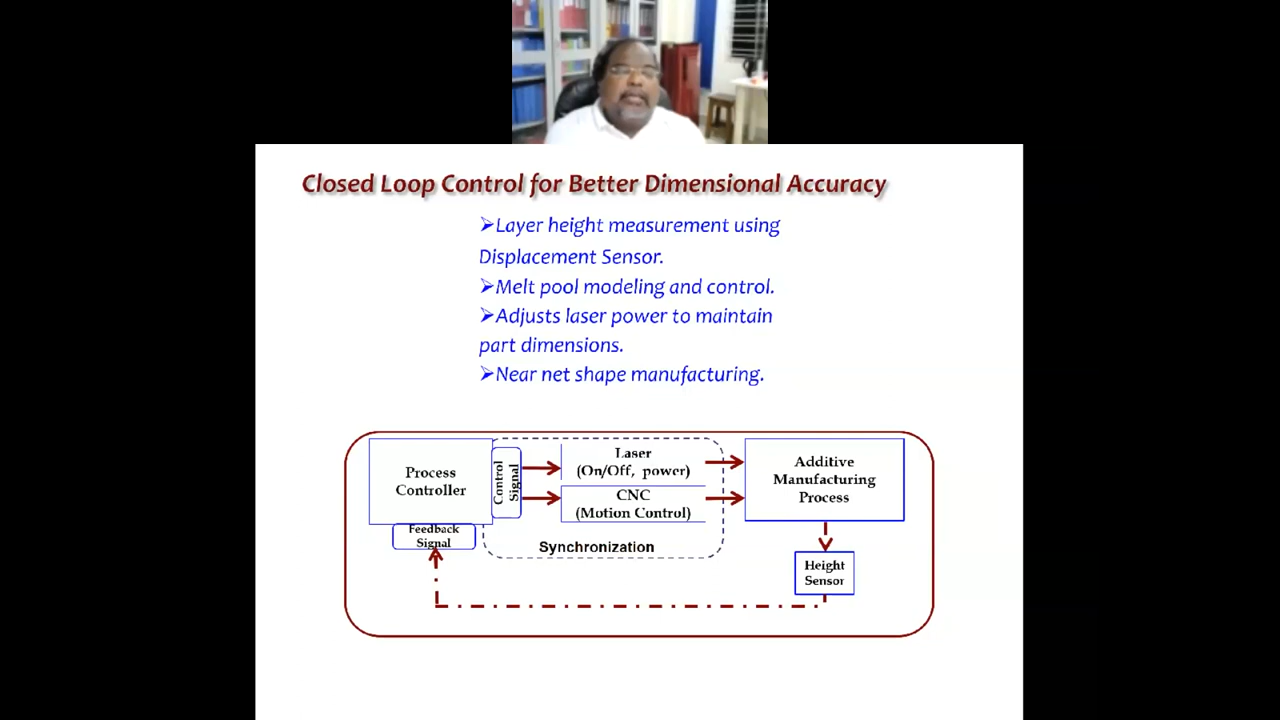 Closed Loop Control for Better Dimensional Accuracy
➢Layer height measurement using
Displacement Sensor.
➢Melt pool modeling and control.
➢Adjusts laser power to maintain
part dimensions.
➢Near net shape manufacturing.
Process
Controller
Control
Signal
Laser
(On/Off, power)
CNC
(Motion Control)
Additive
Manufacturing
Process
Feedback
Signal
Synchronization
Height
Sensor